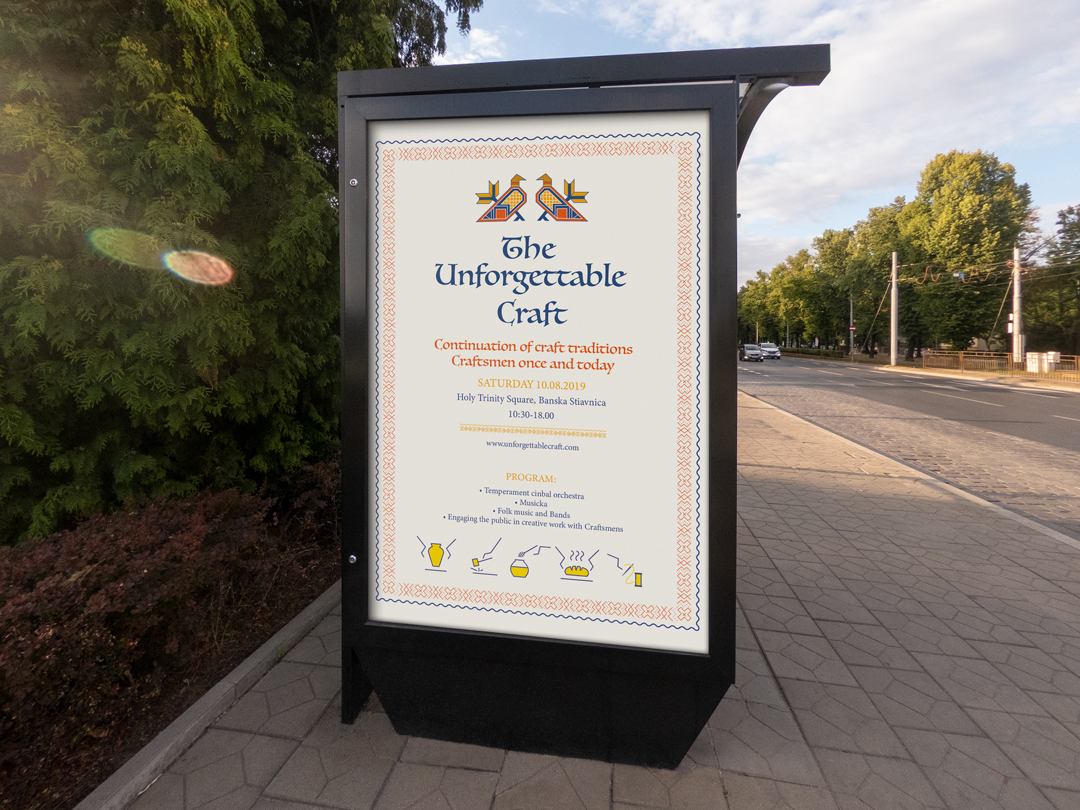 The
Unforgettable
Craft
Continuation of craft traditions
Craftsmen once and today
SATURDAY 10.08.2019
Holy Trinity Square, Banska Stiavnica
10:30-18.00
www.unforgettablecraft.com
PROGRAM:
• Temperament cinbal orchestra
• Musicka
• Folk music and Bands
• Engaging the public in creative work with Craftsmens